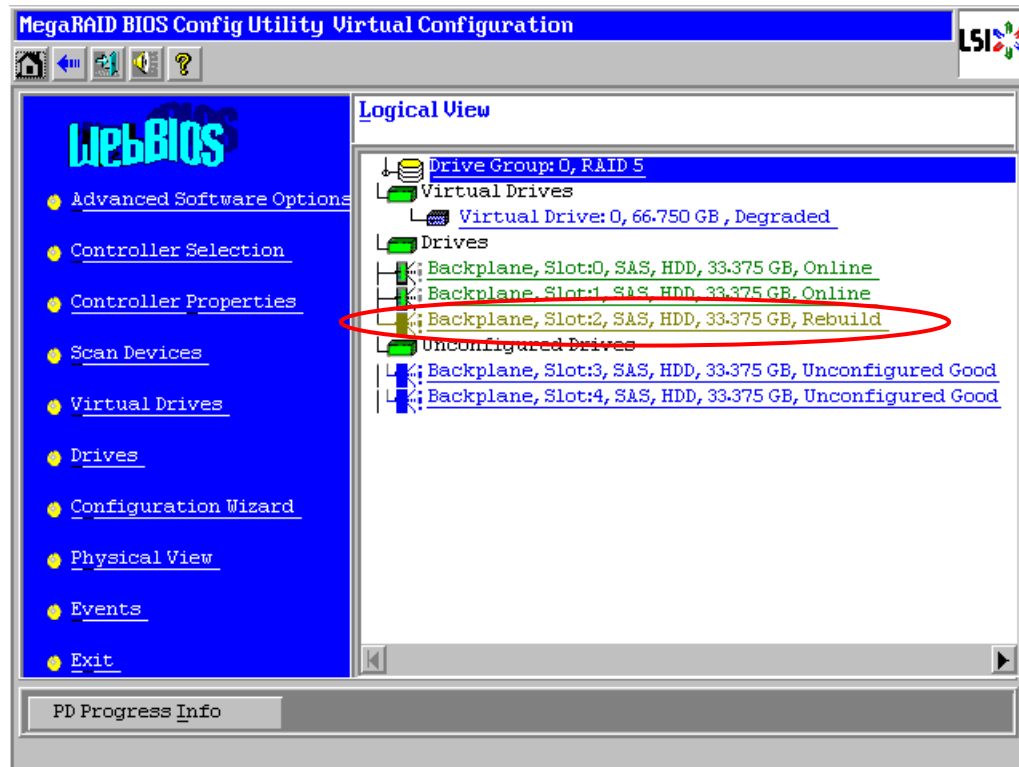 MegaRAID BIOS Config Utility Virtual Configuration
LSI
WebBIOS
Advanced Software Options
Controller Selection
Controller Properties
Scan Devices
Virtual Drives
Drives
Configuration Wizard
Physical View
Events
Exit
Logical View
Drive Group: 0, RAID 5
Virtual Drives
Virtual Drive: 0, 66.750 GB , Degraded
Drives
Backplane, Slot:0, SAS, HDD, 33.375 GB, Online
Backplane, Slot:1, SAS, HDD, 33.375 GB, Online
Backplane, Slot:2, SAS, HDD, 33.375 GB, Rebuild
Unconfigured Drives
Backplane, Slot:3, SAS, HDD, 33.375 GB, Unconfigured Good
Backplane, Slot:4, SAS, HDD, 33.375 GB, Unconfigured Good
PD Progress Info